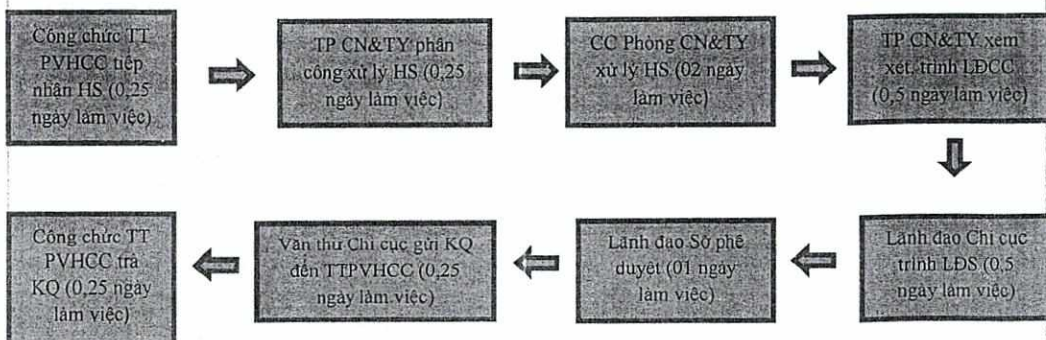 Công chức TT
PVHCC tiếp
nhận HS (0,25
ngày làm việc)
TP CN&TY phân
công xử lý HS (0,25
ngày làm việc)
CC Phòng CN&TY
xử lý HS (02 ngày
làm việc)
TP CN&TY xem
xét, trình LĐCC
(0,5 ngày làm việc)
Lãnh đạo Chi cục
trình LĐS (0,5
ngày làm việc)
Lãnh đạo Sở phê
duyệt (01 ngày
làm việc)
Văn thư Chi cục gửi KQ
đến TTPVHCC (0,25
ngày làm việc)
Công chức TT
PVHCC trả
KQ (0,25 ngày
làm việc)